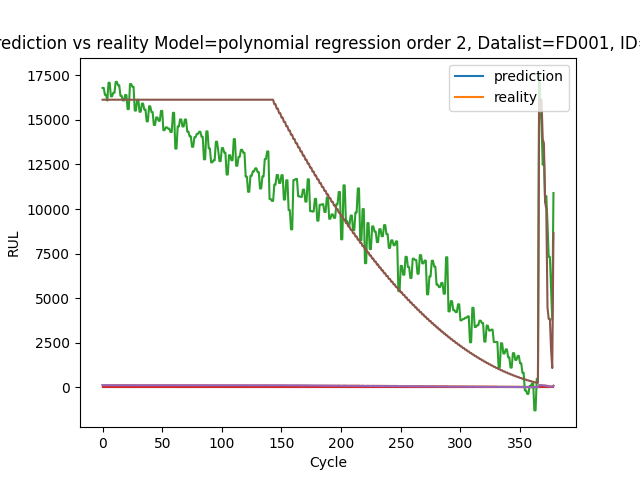 rediction vs reality Model=polynomial regression order 2, Datalist=FD001, ID=
17500
15000
12500
10000
7500
5000
2500
0
RUL
0 50 100 150 200 250 300 350
Cycle
prediction
reality